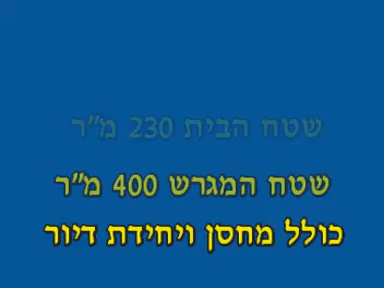 שטח הבית 230 מ"ר
שטח המגרש 400 מ"ר
כולל מחסן ויחידת דיור